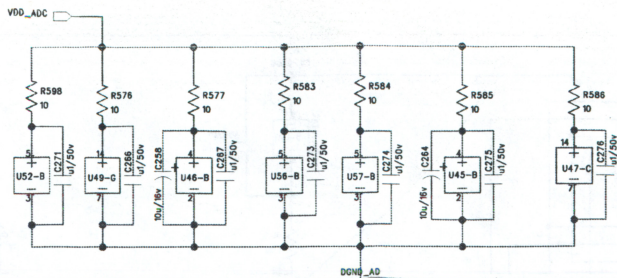 VDD_ADC
R598
10
R576
10
R577
10
R583
10
R584
10
R585
10
R586
10
5
U52-B
3
C271
u1/50v
14
U49-G
7
C266
u1/50v
C258
10u/16v
4
U46-B
2
C267
u1/50v
5
U56-B
3
C273
u1/50v
5
U57-B
3
C274
u1/50v
C264
10u/16v
4
U45-B
2
C275
u1/50v
14
U47-C
7
C276
u1/50v
DGND_AD